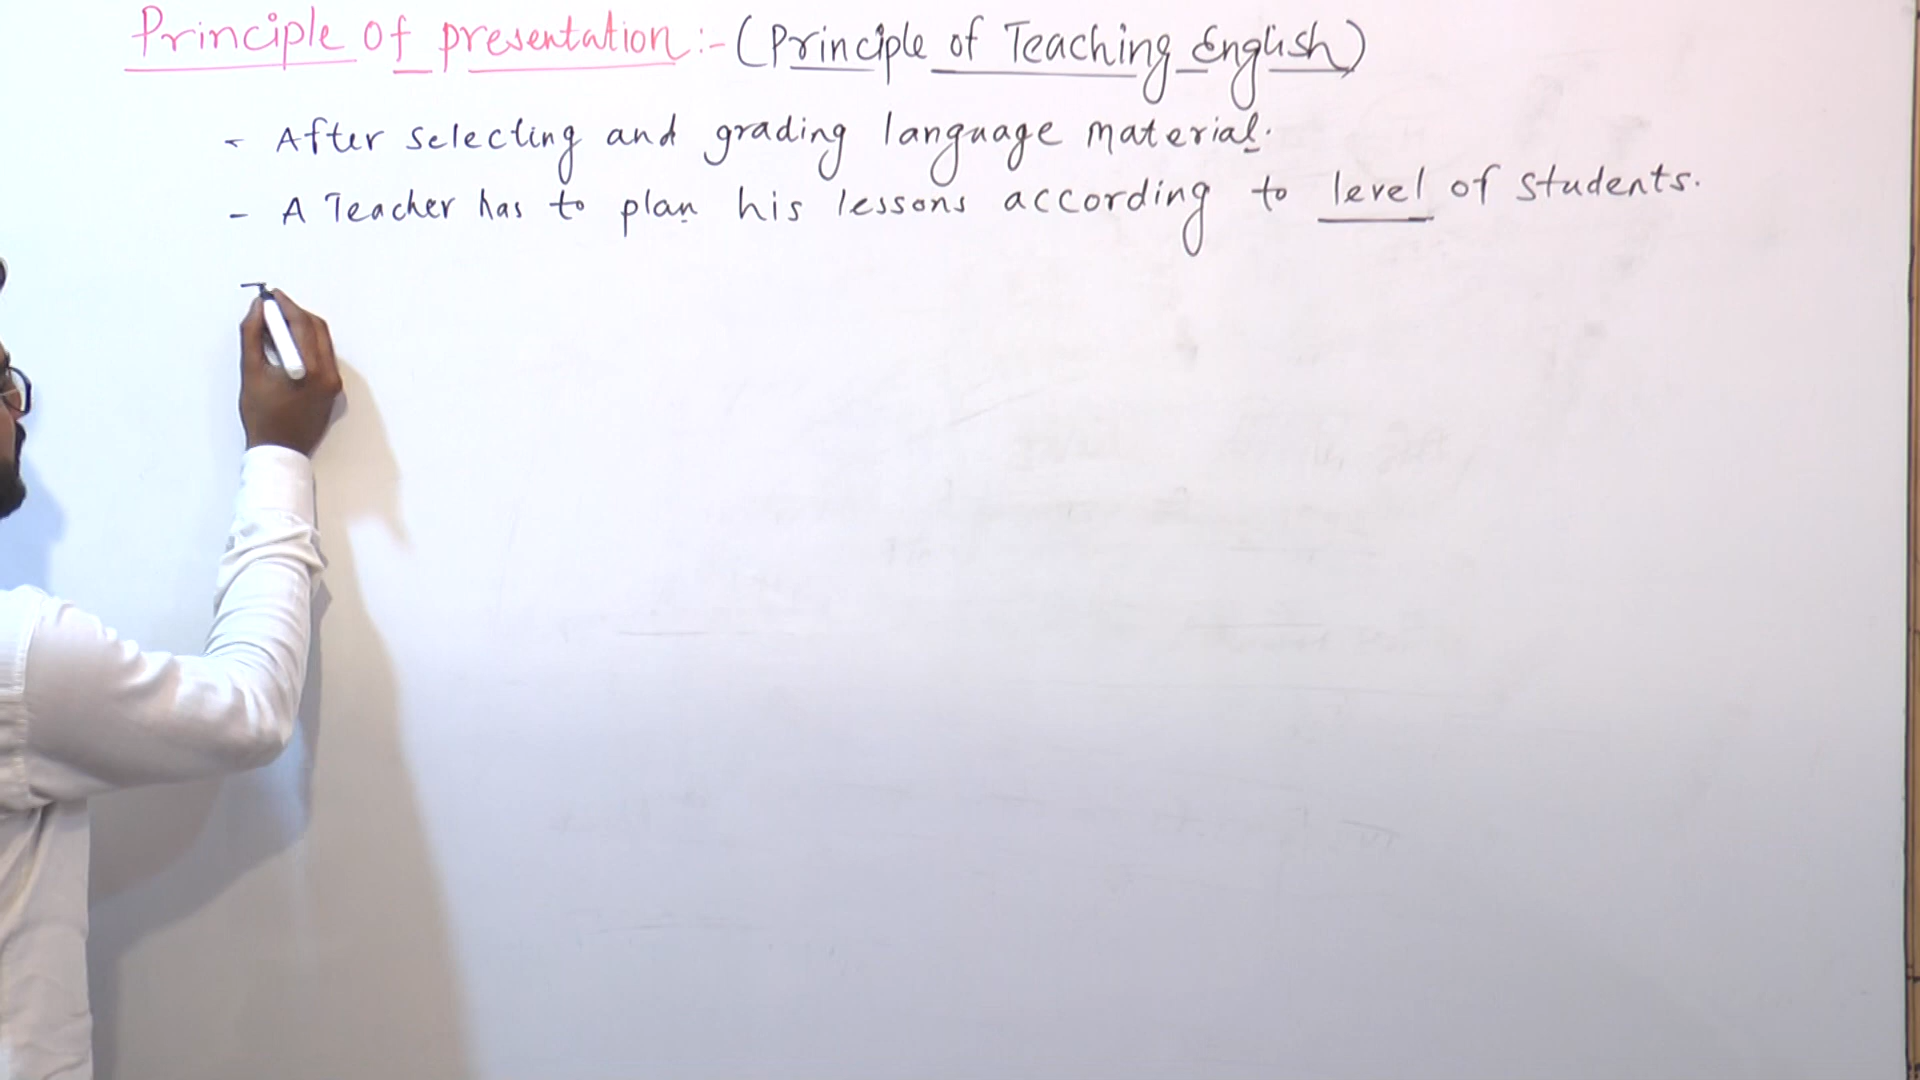 Principle of presentation:- (Principle of Teaching English)
- After selecting and grading language material.
- A Teacher has to plan his lessons according to level of students.